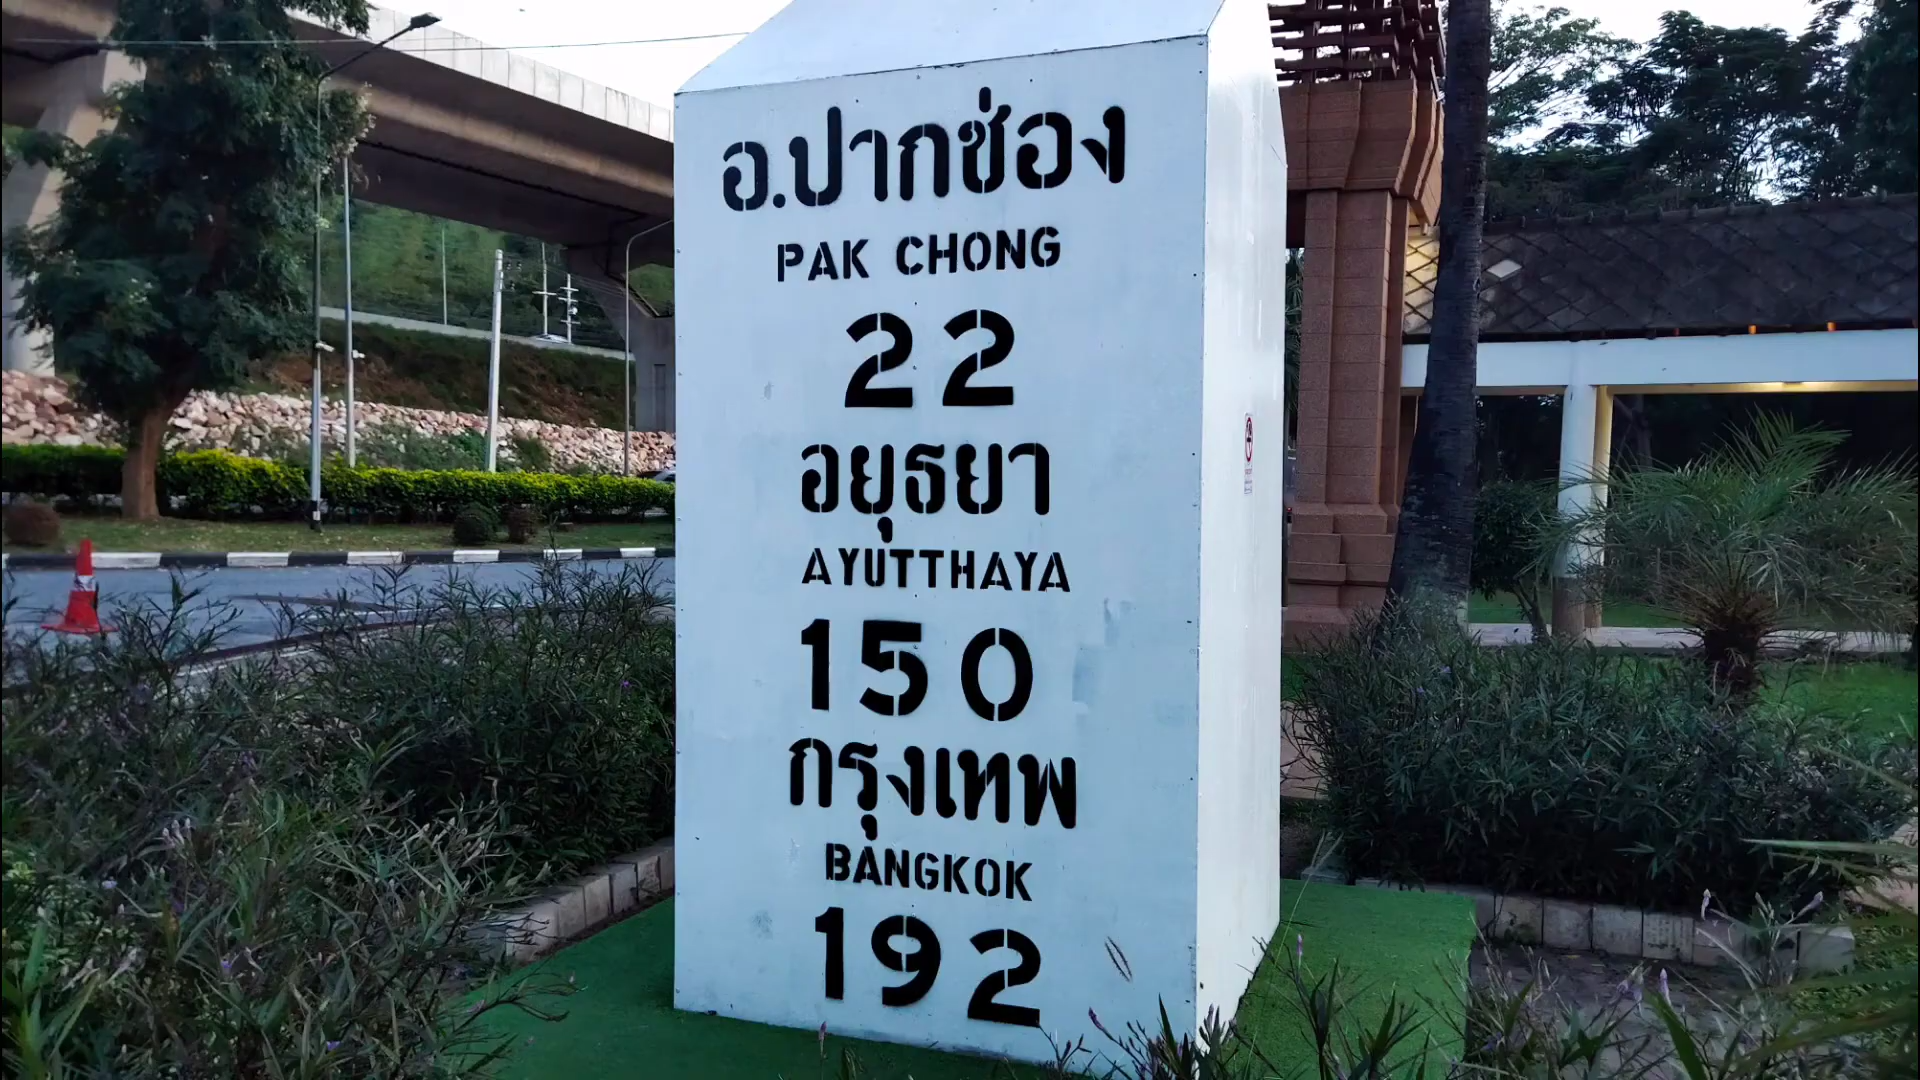 อ.ปากช่อง
PAK CHONG
22
อยุธยา
AYUTTHAYA
150
กรุงเทพ
BANGKOK
192